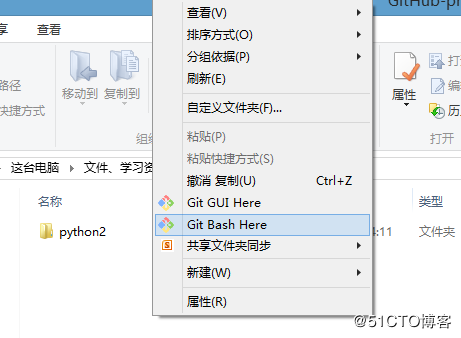 GitHub-p
享
查看
查看(V)
排序方式(O)
分组依据(P)
刷新(E)
自定义文件夹(F)...
粘贴(P)
粘贴快捷方式(S)
撤消 复制(U) Ctrl+Z
Git GUI Here
Git Bash Here
共享文件夹同步
新建(W)
属性(R)
路径
快捷方式
移动到 复制到
组织
属性
打
编
历
打开
这台电脑 文件、学习资
名称
类型
python2
4:11
文件夹
@51CTO博客